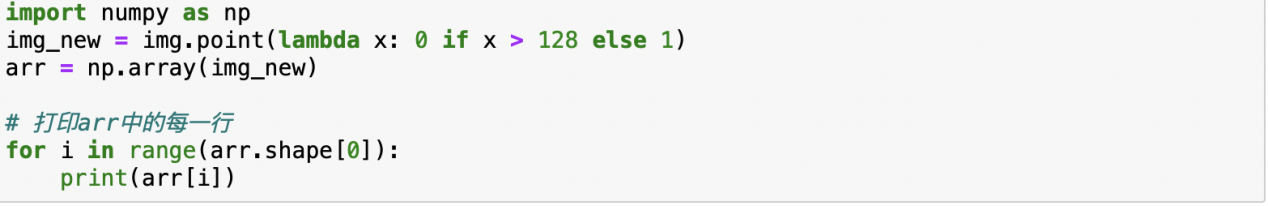 import numpy as np
img_new = img.point(lambda x: 0 if x > 128 else 1)
arr = np.array(img_new)

# 打印arr中的每一行
for i in range(arr.shape[0]):
    print(arr[i])